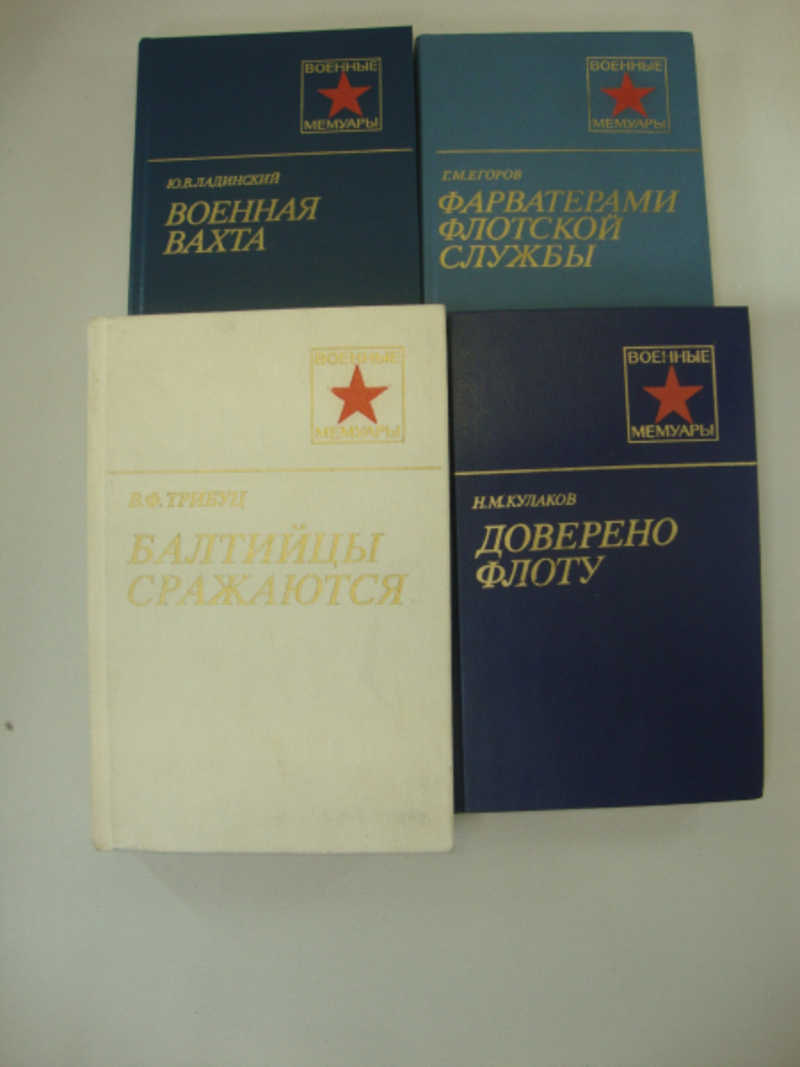 ВОЕННЫЕ
МЕМУАРЫ
Ю.В.ЛАДИНСКИЙ
ВОЕННАЯ
ВАХТА
ВОЕННЫЕ
МЕМУАРЫ
Г.М.ЕГОРОВ
ФАРВАТЕРАМИ
ФЛОТСКОЙ
СЛУЖБЫ
ВОЕННЫЕ
МЕМУАРЫ
В.Ф.ТРИБУЦ
БАЛТИЙЦЫ
СРАЖАЮТСЯ
ВОЕННЫЕ
МЕМУАРЫ
Н.М.КУЛАКОВ
ДОВЕРЕНО
ФЛОТУ